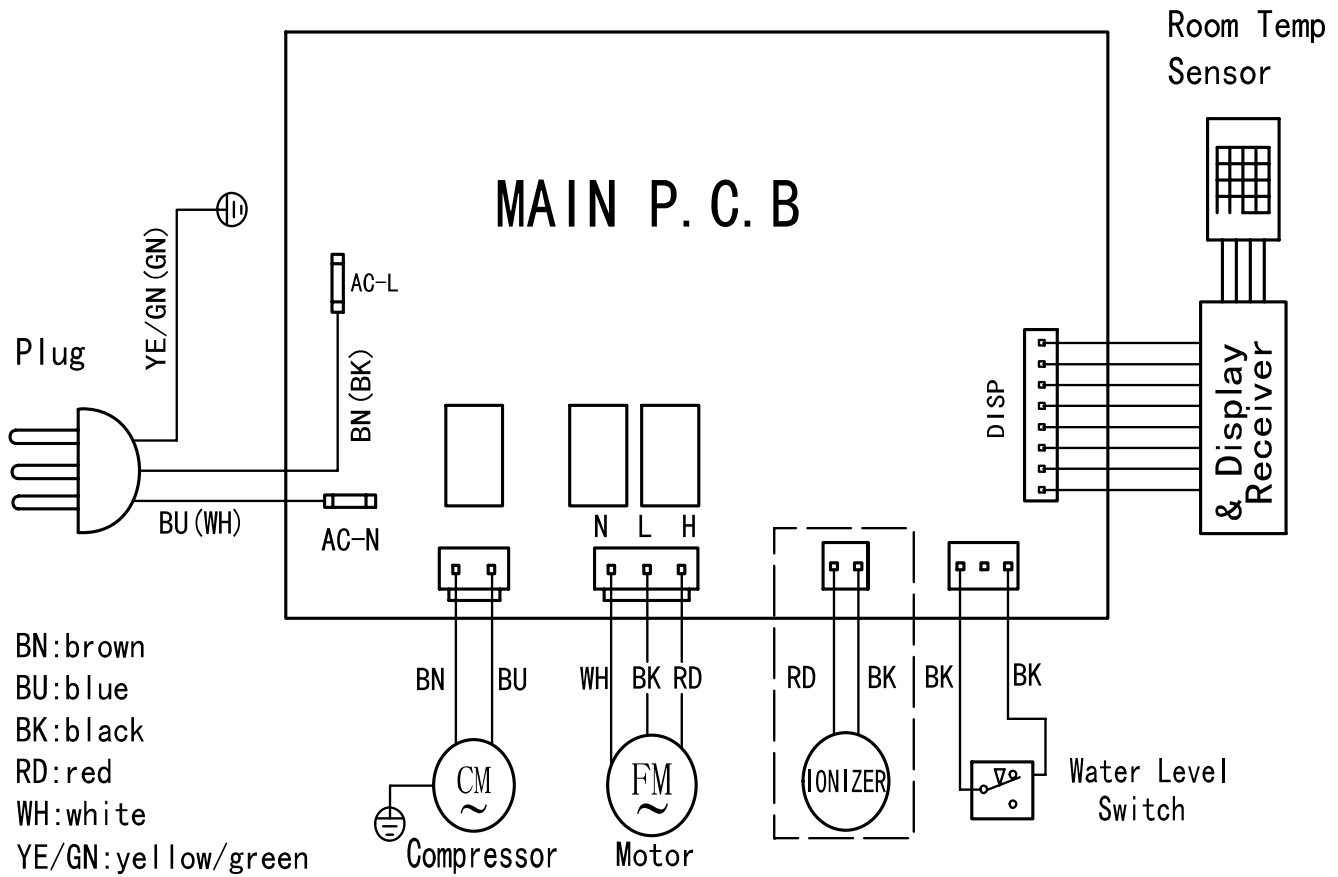 Room Temp
Sensor
MAIN P.C.B
YE/GN(GN)
AC-L
Plug
BN(BK)
DISP
& Display
Receiver
BU(WH)
AC-N
N L H
BN:brown
BU:blue
BK:black
RD:red
WH:white
YE/GN:yellow/green
BN BU WH BK RD RD BK BK BK
CM
~
FM
~
IONIZER
Water Level
Switch
Compressor
Motor